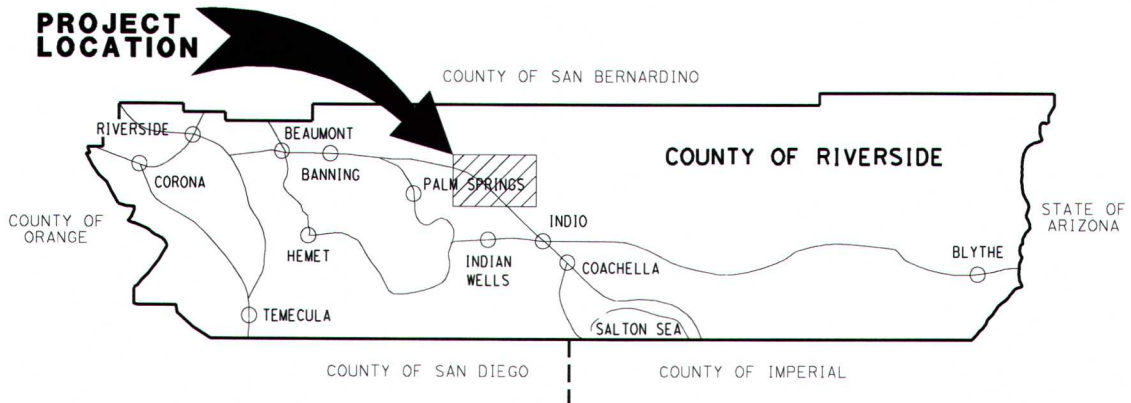 PROJECT
LOCATION
COUNTY OF SAN BERNARDINO
RIVERSIDE
BEAUMONT
COUNTY OF RIVERSIDE
BANNING
CORONA
PALM SPRINGS
COUNTY OF
ORANGE
STATE OF
ARIZONA
INDIO
HEMET
INDIAN
WELLS
COACHELLA
BLYTHE
TEMECULA
SALTON SEA
COUNTY OF SAN DIEGO
COUNTY OF IMPERIAL